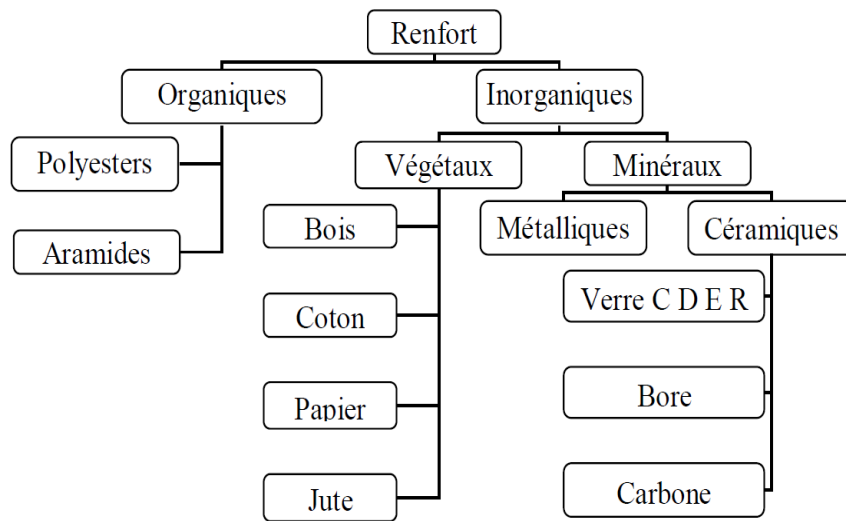 Renfort
Organiques
Inorganiques
Polyesters
Aramides
Végétaux
Minéraux
Bois
Coton
Papier
Jute
Métalliques
Céramiques
Verre C D E R
Bore
Carbone